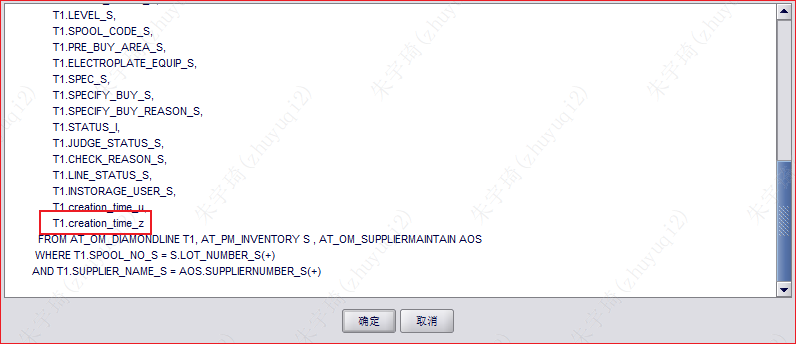 T1.LEVEL_S,
T1.SPOOL_CODE_S,
T1.PRE_BUY_AREA_S,
T1.ELECTROPLATE_EQUIP_S,
T1.SPEC_S,
T1.SPECIFY_BUY_S,
T1.SPECIFY_BUY_REASON_S,
T1.STATUS_I,
T1.JUDGE_STATUS_S,
T1.CHECK_REASON_S,
T1.LINE_STATUS_S,
T1.INSTORAGE_USER_S,
T1.creation_time_u,
T1.creation_time_z
FROM AT_OM_DIAMONDLINE T1, AT_PM_INVENTORY S , AT_OM_SUPPLIERMAINTAIN AOS
WHERE T1.SPOOL_NO_S = S.LOT_NUMBER_S(+)
AND T1.SUPPLIER_NAME_S = AOS.SUPPLIERNUMBER_S(+)
确定 取消
朱宇琦(zhuyuqi2)